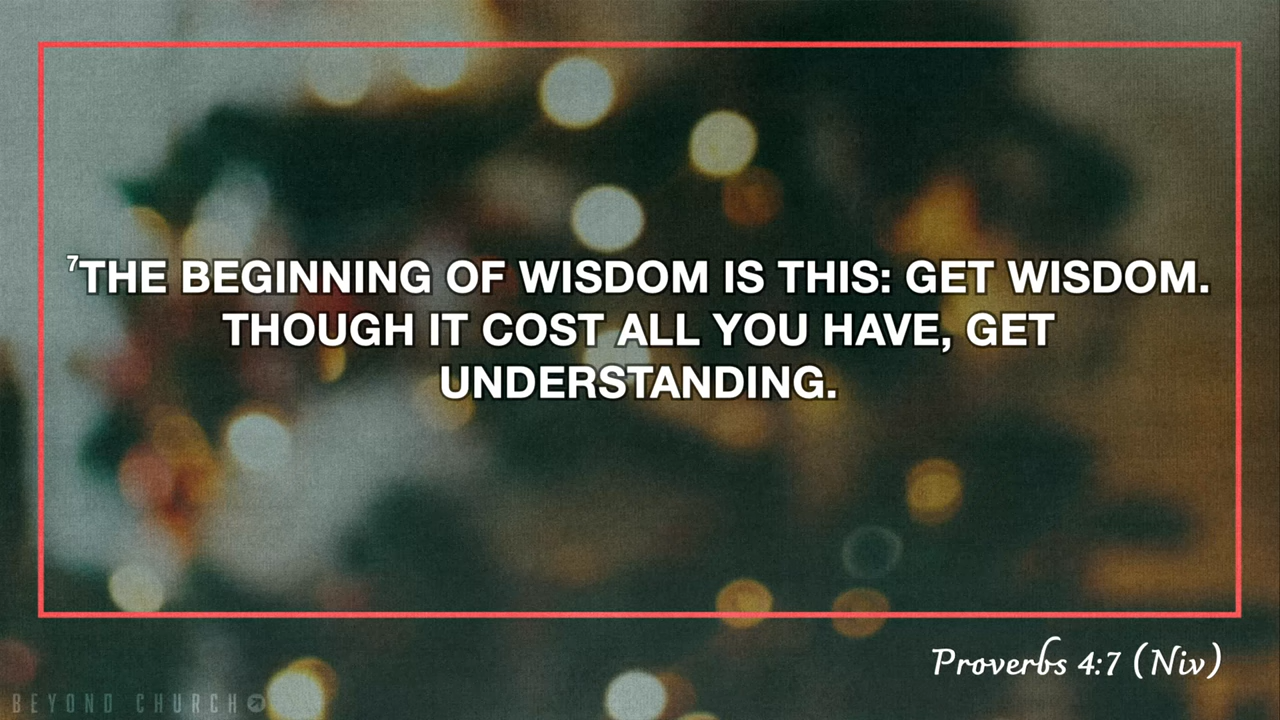 ⁷THE BEGINNING OF WISDOM IS THIS: GET WISDOM.
THOUGH IT COST ALL YOU HAVE, GET
UNDERSTANDING.
Proverbs 4:7 (Niv)
BEYOND CHURCH